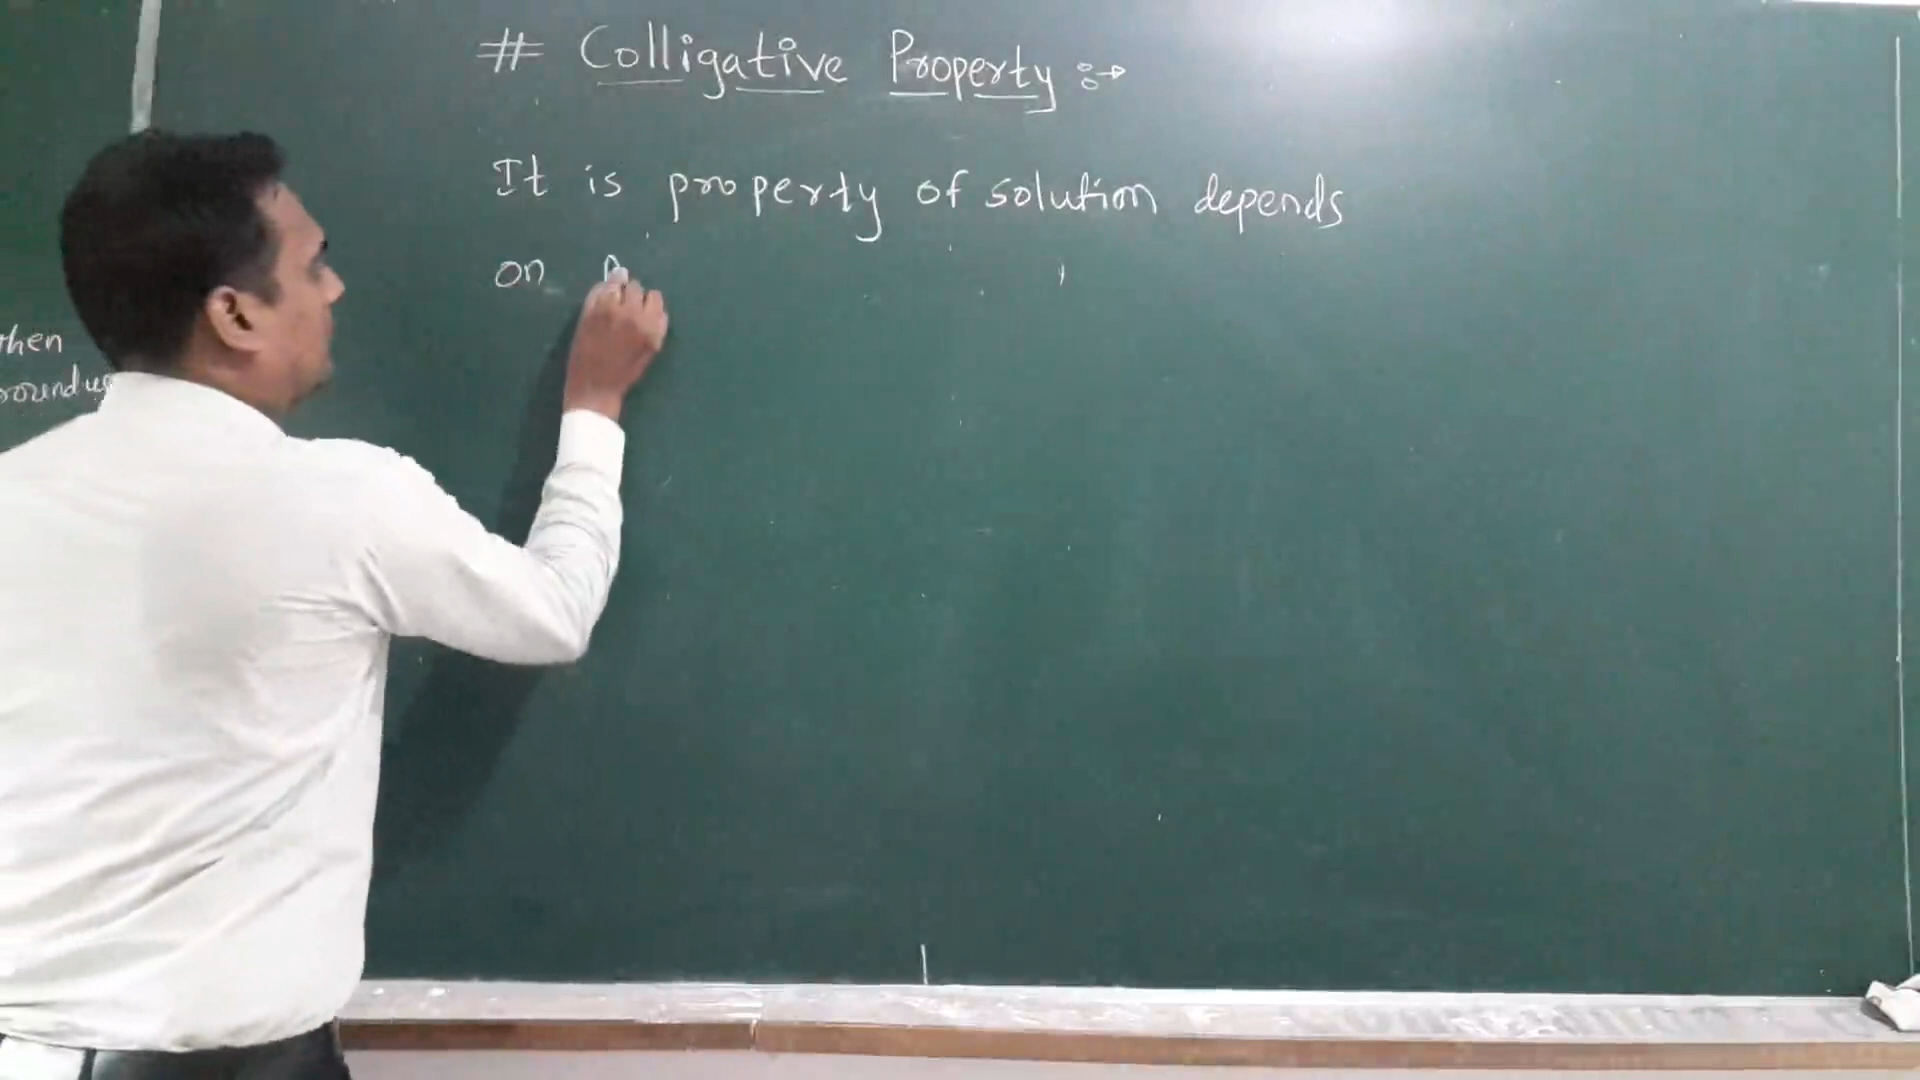 # Colligative Property :→
It is property of solution depends
on
then